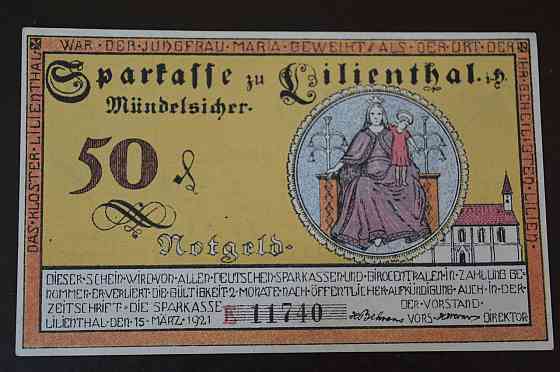 DAS·KLOSTER·LILIENTHAL
WAR·DER·JUNGFRAU·MARIA·GEWEIHT/ALS·DER·ORT·DER
IHR·GEHEILIGTEN·LILIEN·
Sparkasse zu Lilienthal. i.H.
Mündelsicher.
50 ₰
Notgeld.
DIESER·SCHEIN·WIRD·VON·ALLEN·DEUTSCHEN·SPARKASSEN·UND·GIROCENTRALEN·IN·ZAHLUNG·GE-
NOMMEN·ER·VERLIERT·DIE·GÜLTIGKEIT·2·MONATE·NACH·ÖFFENTLICHER·AUFKÜNDIGUNG·AUCH·IN·DER·
ZEITSCHRIFT·DIE SPARKASSE
DER·VORSTAND·
LILIENTHAL·DEN·15·MÄRZ·1921
E 11740
H Behrens
VORS·
DIREKTOR